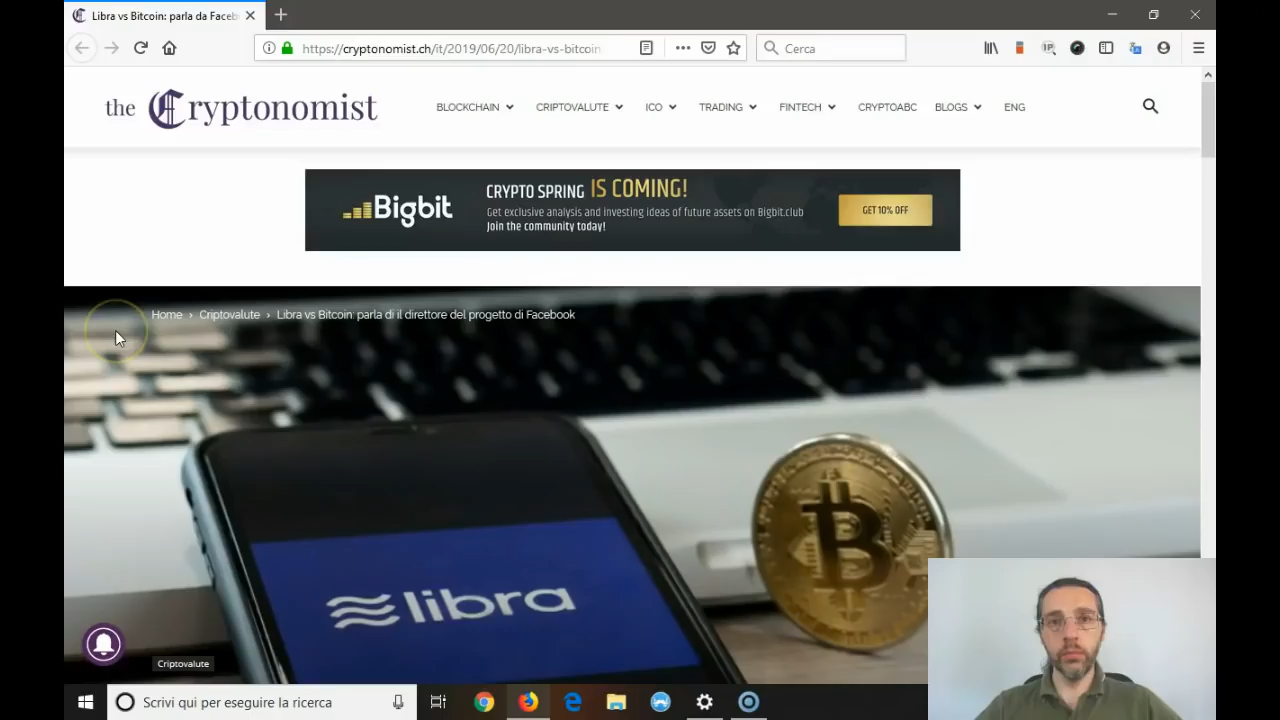 Libra vs Bitcoin: parla da Faceb
https://cryptonomist.ch/it/2019/06/20/libra-vs-bitcoin
Cerca
the Cryptonomist
BLOCKCHAIN
CRIPTOVALUTE
ICO
TRADING
FINTECH
CRYPTOABC
BLOGS
ENG
Bigbit
CRYPTO SPRING IS COMING!
Get exclusive analysis and investing ideas of future assets on Bigbit.club
Join the community today!
GET 10% OFF
Home › Criptovalute › Libra vs Bitcoin: parla di il direttore del progetto di Facebook
libra
Criptovalute
Scrivi qui per eseguire la ricerca